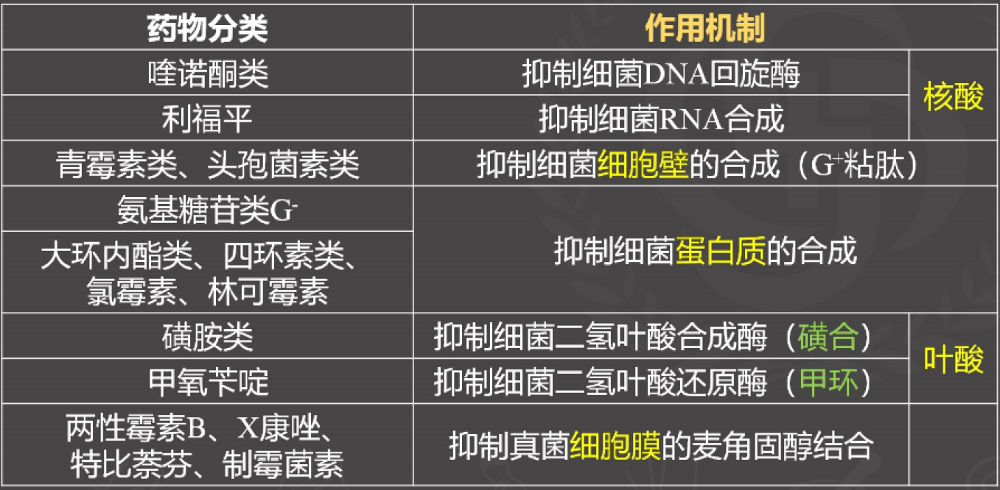 药物分类
作用机制
喹诺酮类
抑制细菌DNA回旋酶
核酸
利福平
抑制细菌RNA合成
青霉素类、头孢菌素类
抑制细菌细胞壁的合成（G⁺粘肽）
氨基糖苷类G⁻
抑制细菌蛋白质的合成
大环内酯类、四环素类、
氯霉素、林可霉素
磺胺类
抑制细菌二氢叶酸合成酶（磺合）
叶酸
甲氧苄啶
抑制细菌二氢叶酸还原酶（甲环）
两性霉素B、X康唑、
特比萘芬、制霉菌素
抑制真菌细胞膜的麦角固醇结合